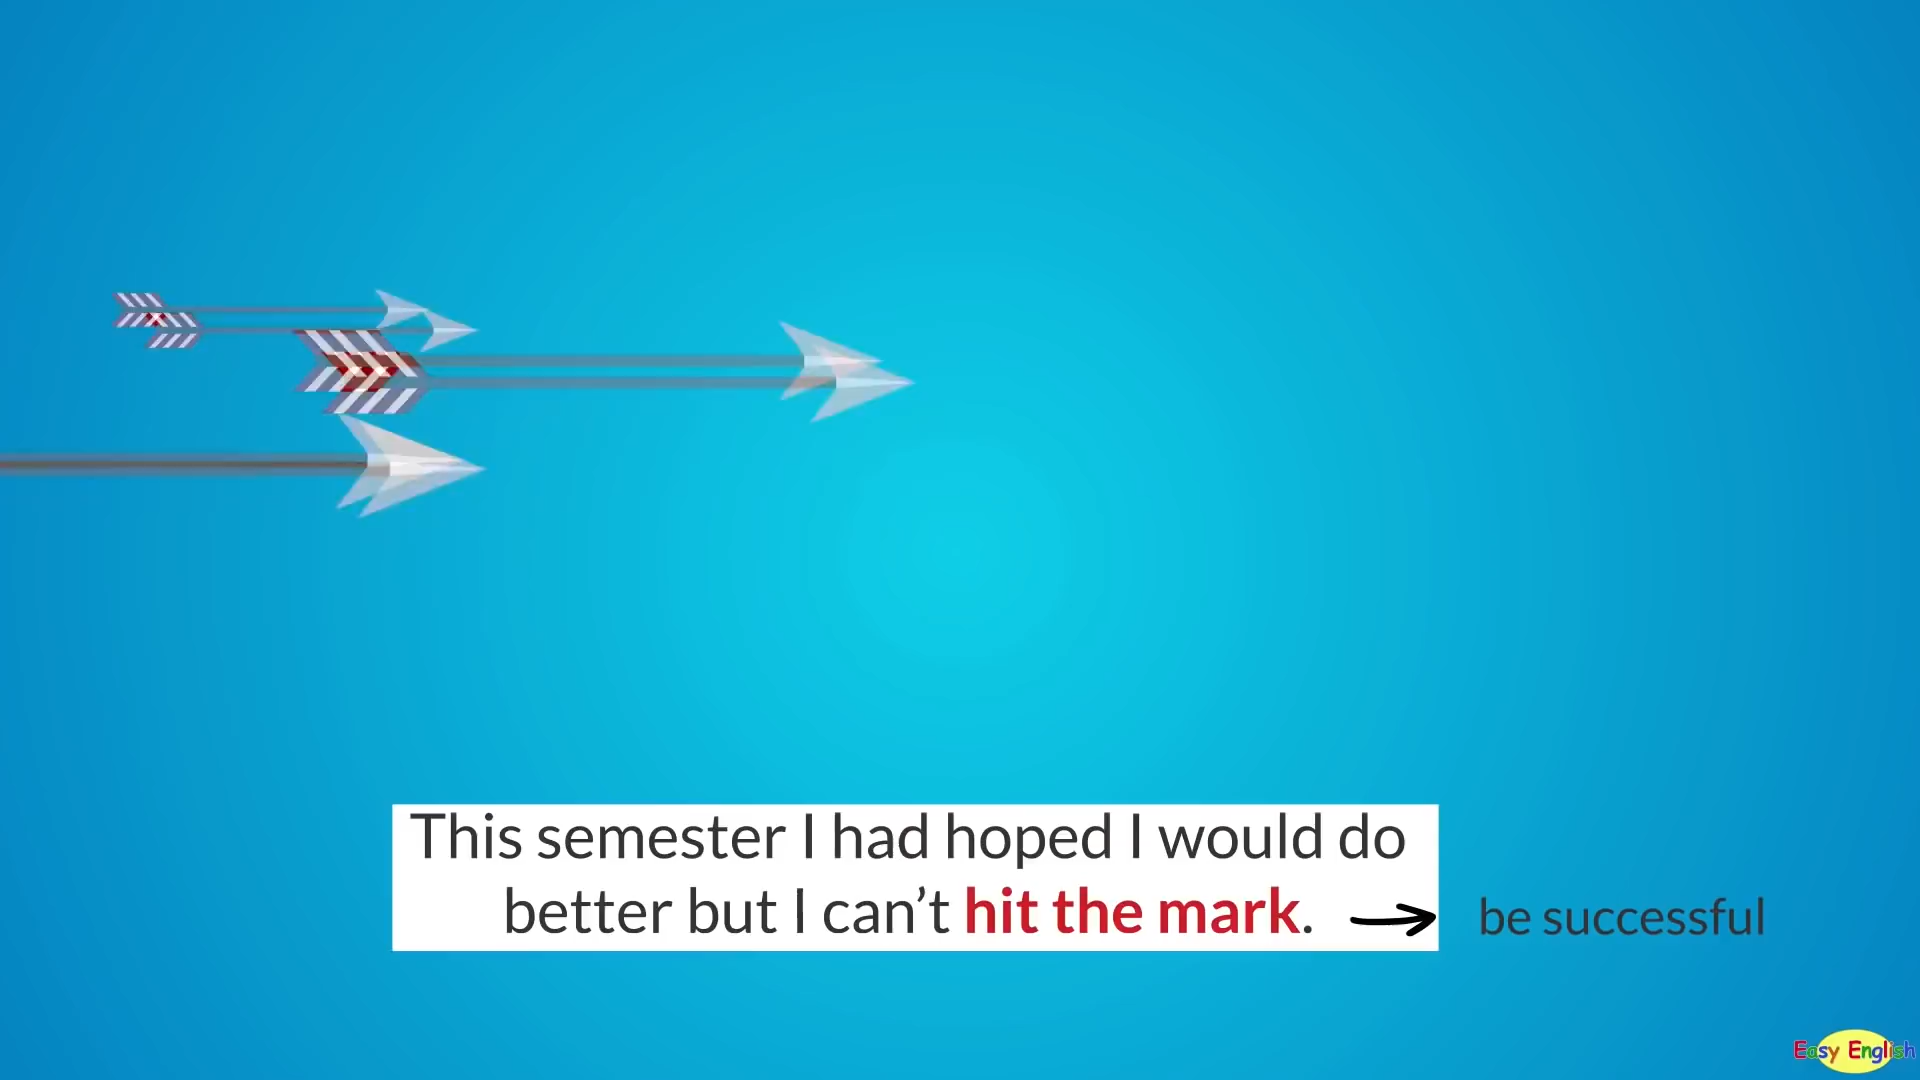 This semester I had hoped I would do
better but I can’t hit the mark.
be successful
Easy English